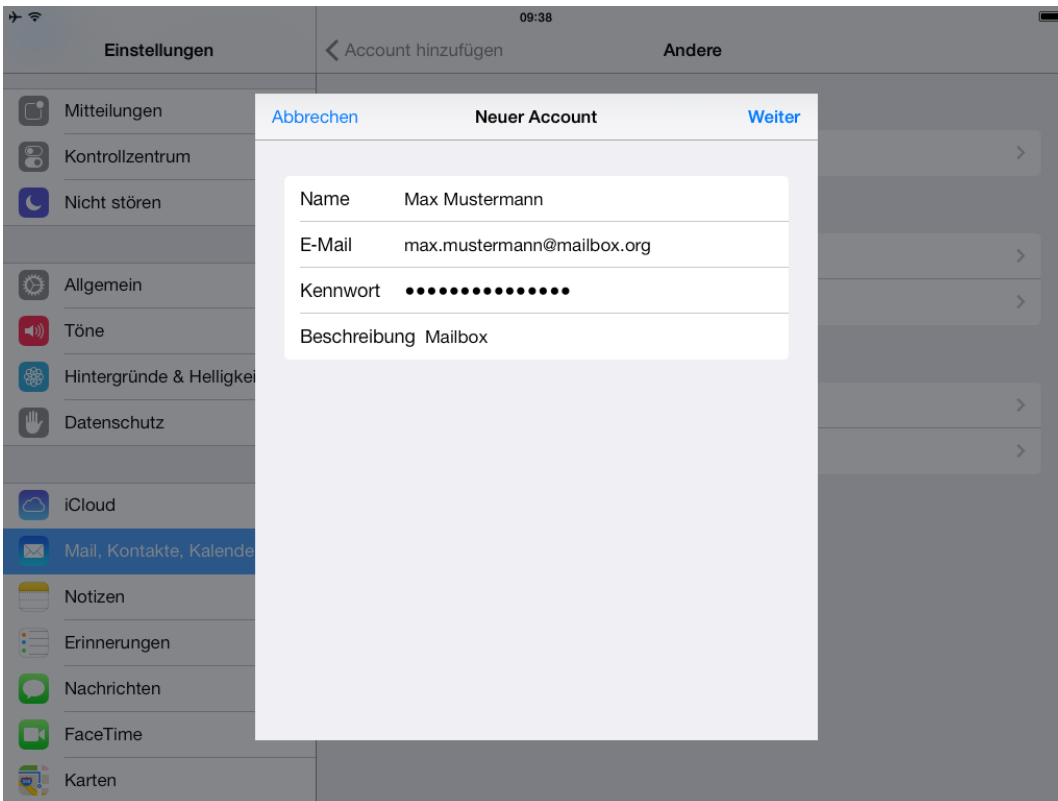 09:38
Einstellungen
Account hinzufügen
Andere
Mitteilungen
Kontrollzentrum
Nicht stören
Allgemein
Töne
Hintergründe & Helligkei
Datenschutz
iCloud
Mail, Kontakte, Kalende
Notizen
Erinnerungen
Nachrichten
FaceTime
Karten
Abbrechen
Neuer Account
Weiter
Name Max Mustermann
E-Mail max.mustermann@mailbox.org
Kennwort ●●●●●●●●●●●●●●●
Beschreibung Mailbox